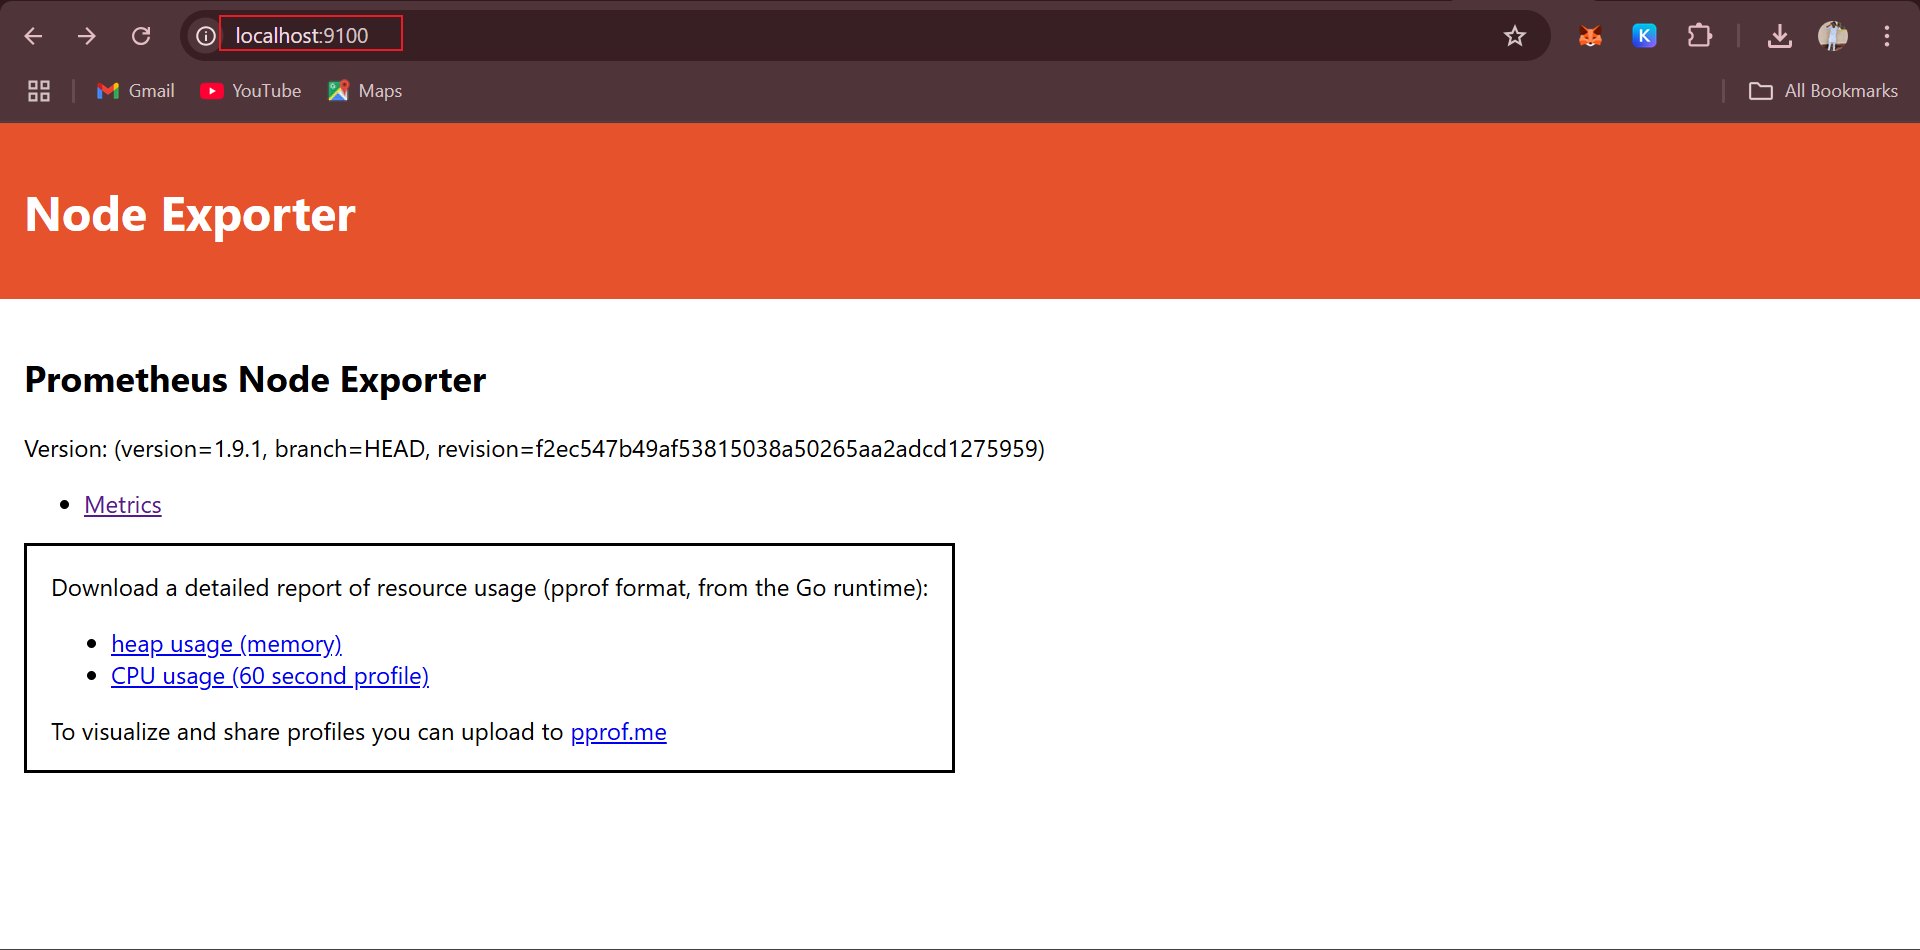 localhost:9100
K
Gmail
YouTube
Maps
All Bookmarks
Node Exporter
Prometheus Node Exporter
Version: (version=1.9.1, branch=HEAD, revision=f2ec547b49af53815038a50265aa2adcd1275959)
Metrics
Download a detailed report of resource usage (pprof format, from the Go runtime):
heap usage (memory)
CPU usage (60 second profile)
To visualize and share profiles you can upload to pprof.me